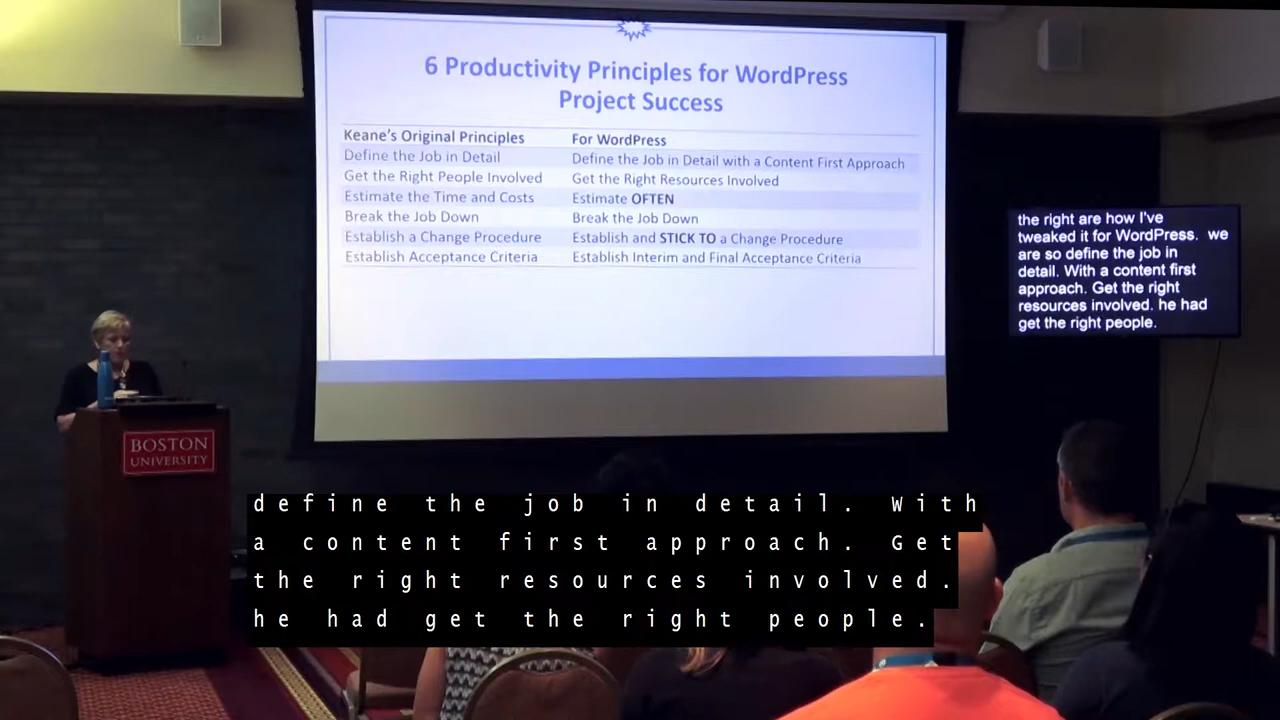 6 Productivity Principles for WordPress
Project Success
Keane's Original Principles For WordPress
Define the Job in Detail Define the Job in Detail with a Content First Approach
Get the Right People Involved Get the Right Resources Involved
Estimate the Time and Costs Estimate OFTEN
Break the Job Down Break the Job Down
Establish a Change Procedure Establish and STICK TO a Change Procedure
Establish Acceptance Criteria Establish Interim and Final Acceptance Criteria
the right are how I've
tweaked it for WordPress. we
are so define the job in
detail. With a content first
approach. Get the right
resources involved. he had
get the right people.
BOSTON
UNIVERSITY
define the job in detail. With
a content first approach. Get
the right resources involved.
he had get the right people.